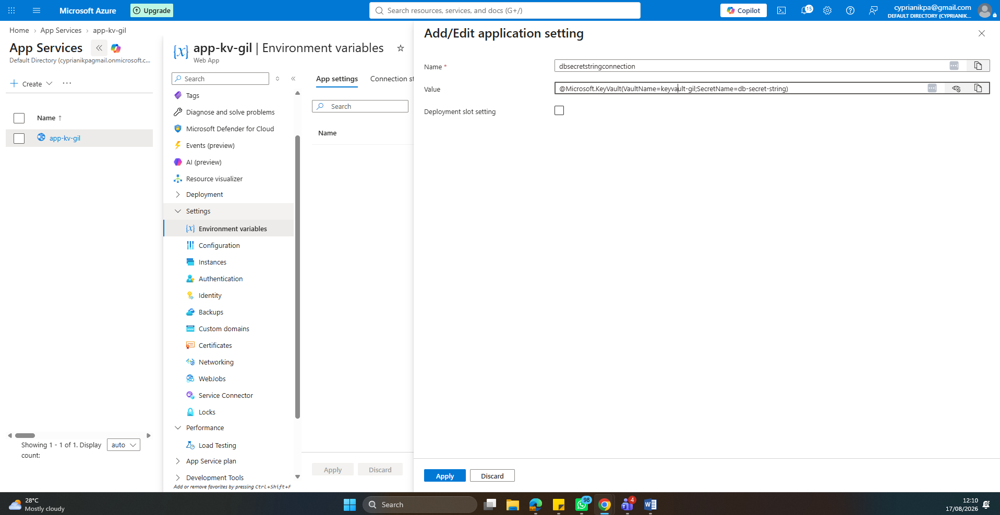 Microsoft Azure
Upgrade
Search resources, services, and docs (G+/)
Copilot
15
cyprianikpa@gmail.com
DEFAULT DIRECTORY (CYPRIANIK...
Home > App Services > app-kv-gil
App Services
Default Directory (cyprianikpagmail.onmicrosoft.c...
Create
Name ↑
app-kv-gil
Showing 1 - 1 of 1. Display count:
auto
app-kv-gil | Environment variables
Web App
Search
Tags
Diagnose and solve problems
Microsoft Defender for Cloud
Events (preview)
AI (preview)
Resource visualizer
Deployment
Settings
Environment variables
Configuration
Instances
Authentication
Identity
Backups
Custom domains
Certificates
Networking
WebJobs
Service Connector
Locks
Performance
Load Testing
App Service plan
Development Tools
Add or remove favorites by pressing Ctrl+Shift+F
App settings
Connection st
Search
Name
Apply
Discard
Add/Edit application setting
Name *
dbsecretstringconnection
Value
@Microsoft.KeyVault(VaultName=keyvault-gil;SecretName=db-secret-string)
Deployment slot setting
Apply
Discard
28°C
Mostly cloudy
Search
98
4
12:10
17/08/2026